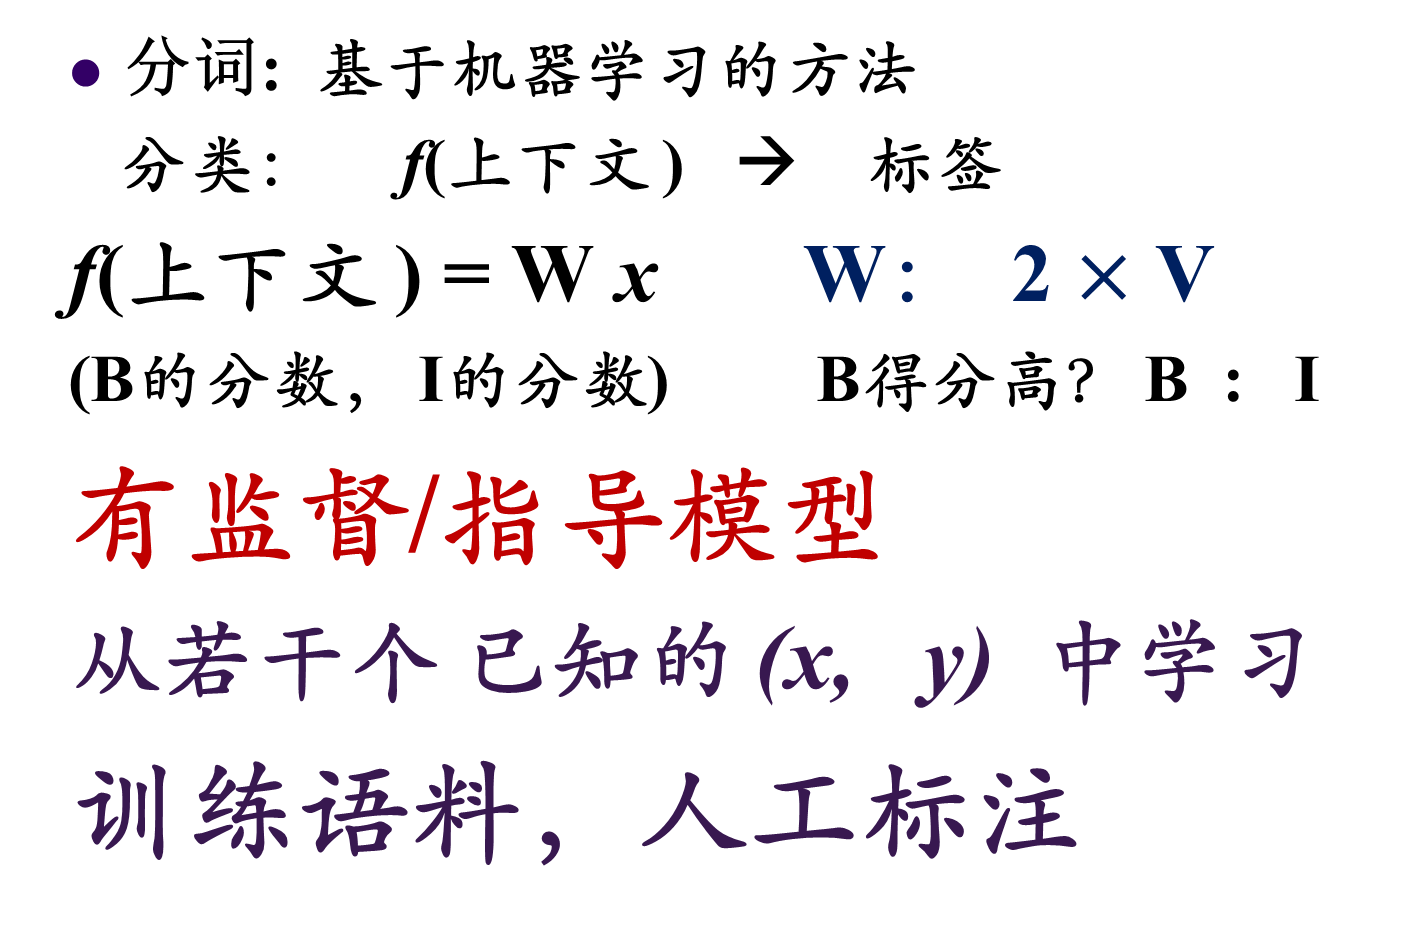 • 分词: 基于机器学习的方法
分类: f(上下文) → 标签
f(上下文) = W x W: 2 × V
(B的分数, I的分数) B得分高? B : I
有监督/指导模型
从若干个已知的(x, y) 中学习
训练语料, 人工标注